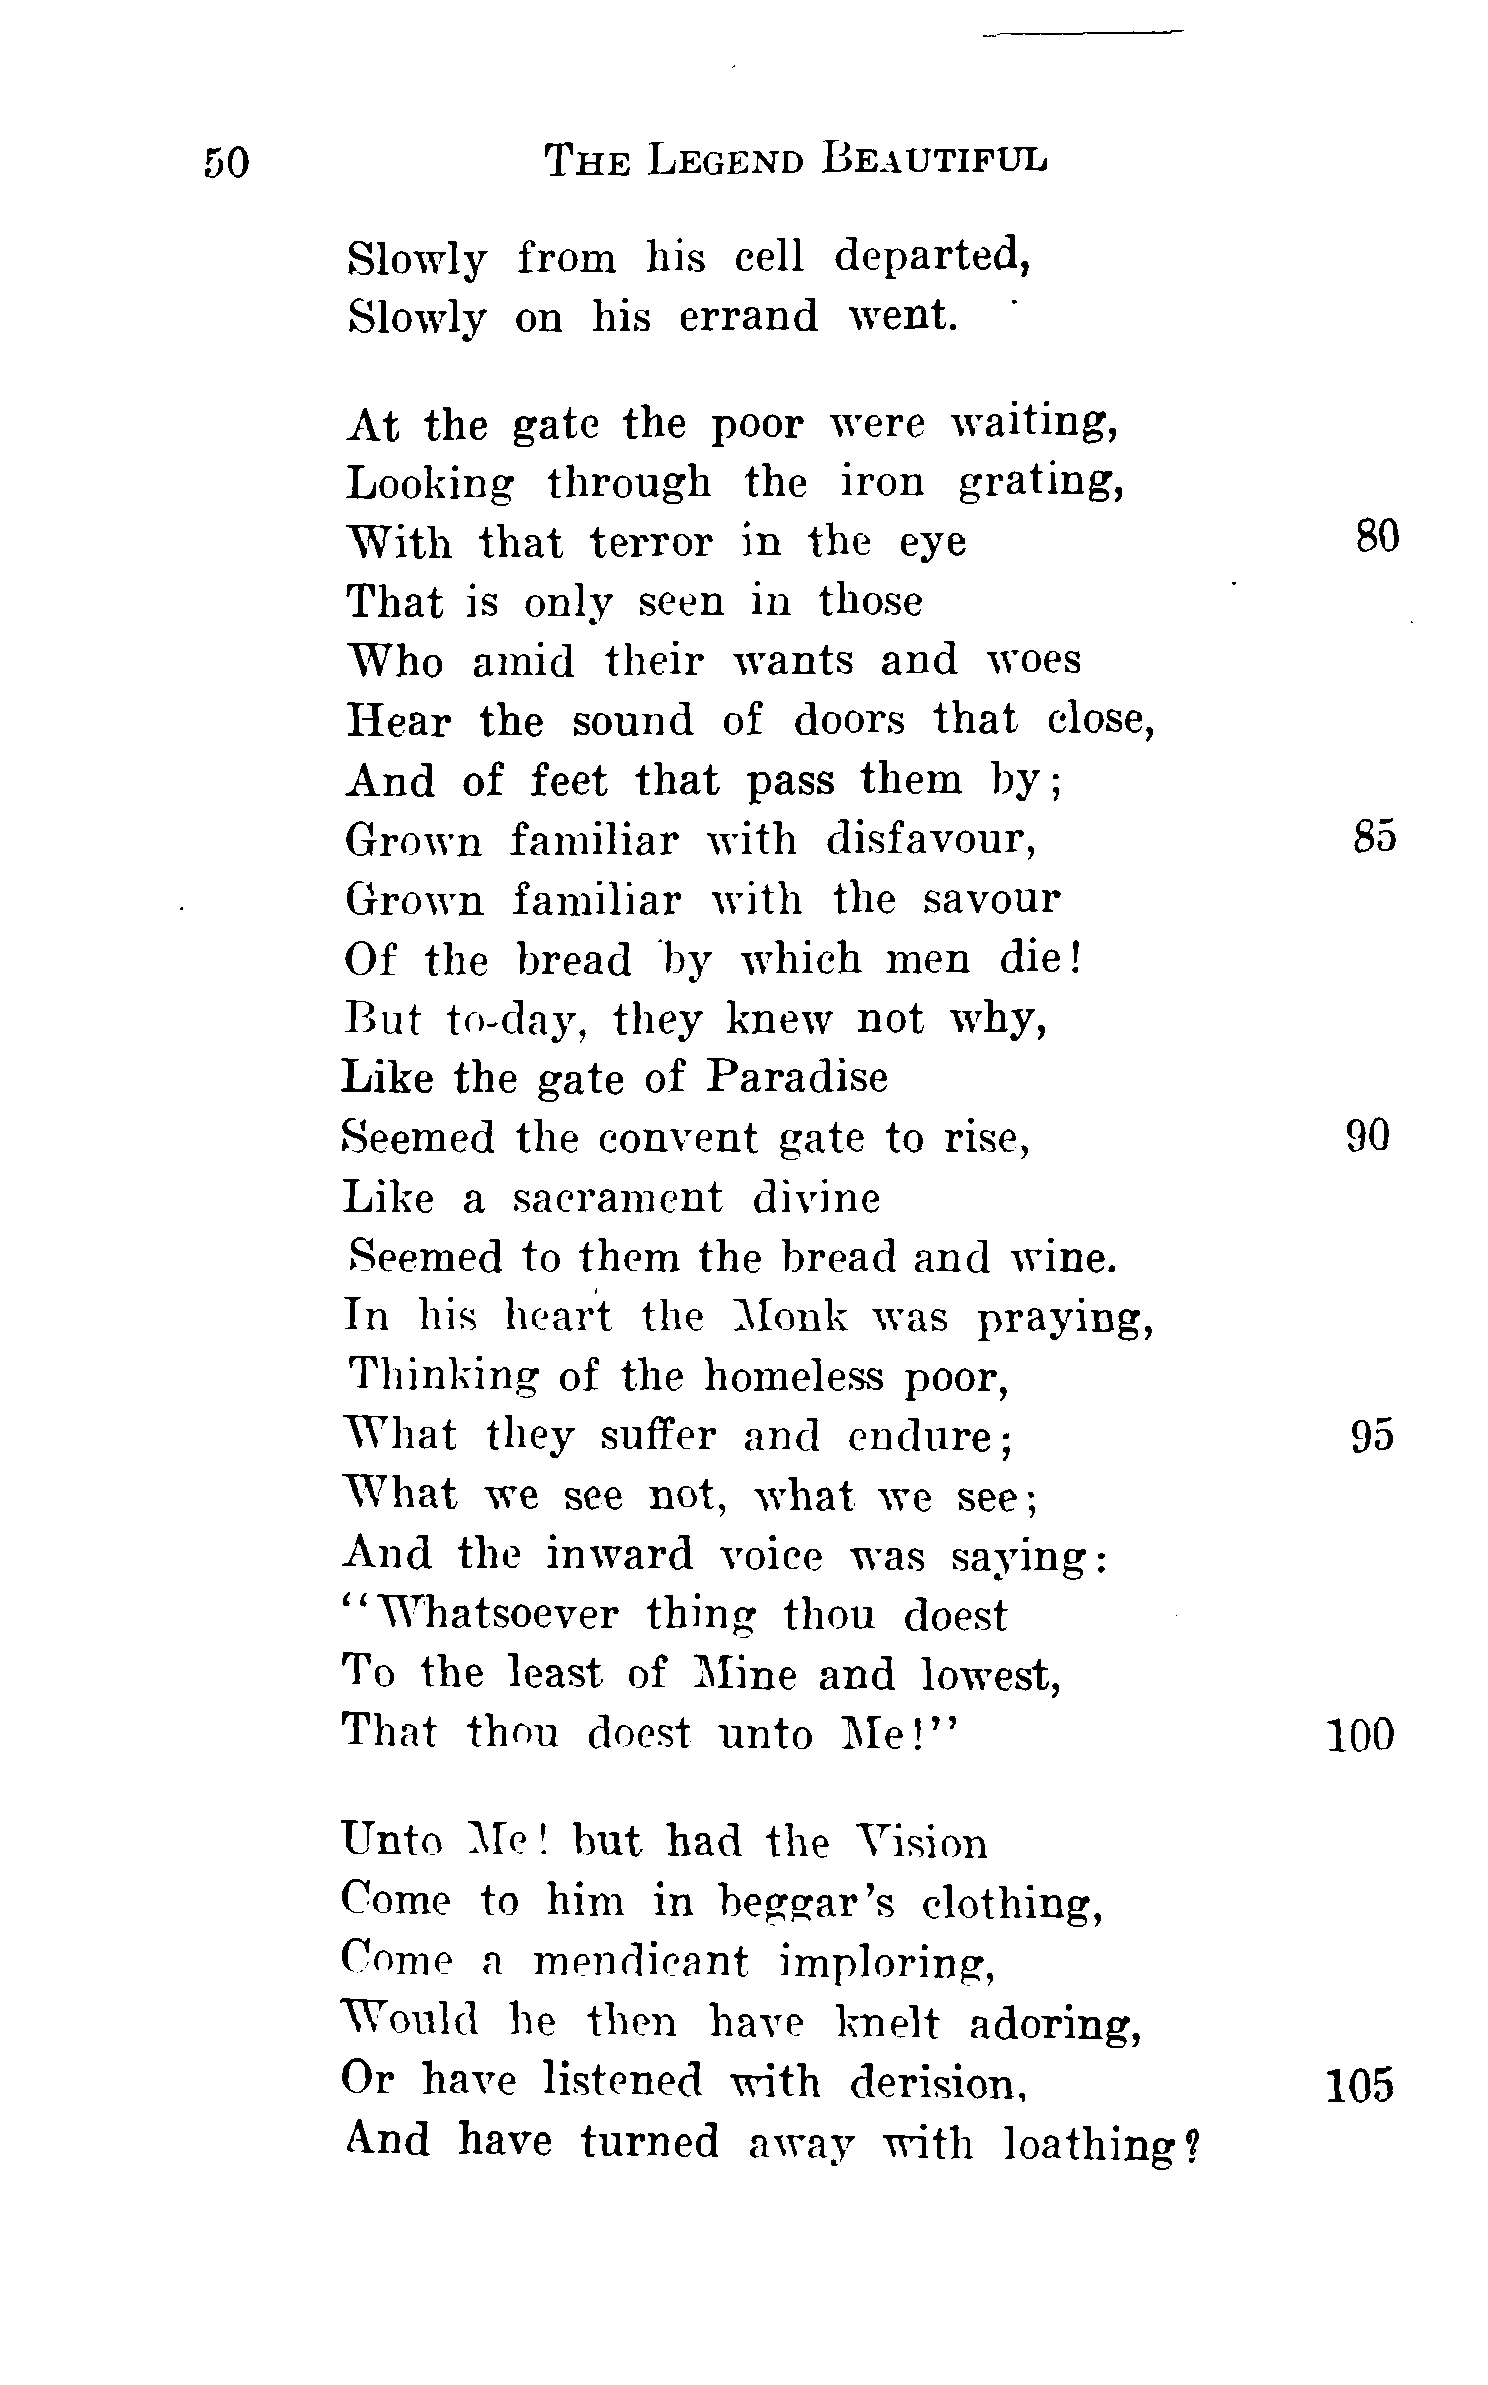 50 THE LEGEND BEAUTIFUL
Slowly from his cell departed,
Slowly on his errand went.
At the gate the poor were waiting,
Looking through the iron grating,
With that terror in the eye 80
That is only seen in those
Who amid their wants and woes
Hear the sound of doors that close,
And of feet that pass them by;
Grown familiar with disfavour, 85
Grown familiar with the savour
Of the bread by which men die!
But to-day, they knew not why,
Like the gate of Paradise
Seemed the convent gate to rise, 90
Like a sacrament divine
Seemed to them the bread and wine.
In his heart the Monk was praying,
Thinking of the homeless poor,
What they suffer and endure; 95
What we see not, what we see;
And the inward voice was saying:
"Whatsoever thing thou doest
To the least of Mine and lowest,
That thou doest unto Me!" 100
Unto Me! but had the Vision
Come to him in beggar's clothing,
Come a mendicant imploring,
Would he then have knelt adoring,
Or have listened with derision, 105
And have turned away with loathing?